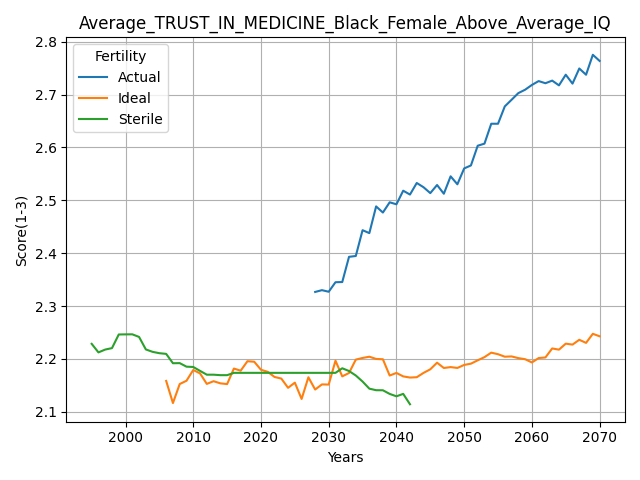 Average_TRUST_IN_MEDICINE_Black_Female_Above_Average_IQ
Fertility
Actual
Ideal
Sterile
Score(1-3)
2.8
2.7
2.6
2.5
2.4
2.3
2.2
2.1
2000 2010 2020 2030 2040 2050 2060 2070
Years